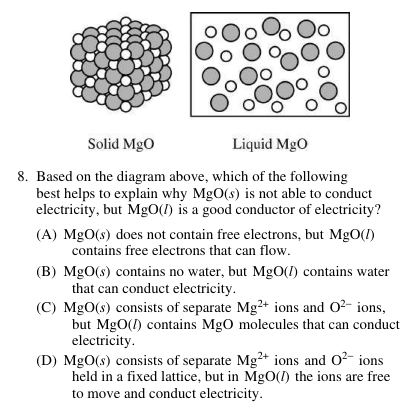 Solid MgO
Liquid MgO
8. Based on the diagram above, which of the following
best helps to explain why MgO(s) is not able to conduct
electricity, but MgO(l) is a good conductor of electricity?
(A) MgO(s) does not contain free electrons, but MgO(l)
contains free electrons that can flow.
(B) MgO(s) contains no water, but MgO(l) contains water
that can conduct electricity.
(C) MgO(s) consists of separate Mg²⁺ ions and O²⁻ ions,
but MgO(l) contains MgO molecules that can conduct
electricity.
(D) MgO(s) consists of separate Mg²⁺ ions and O²⁻ ions
held in a fixed lattice, but in MgO(l) the ions are free
to move and conduct electricity.